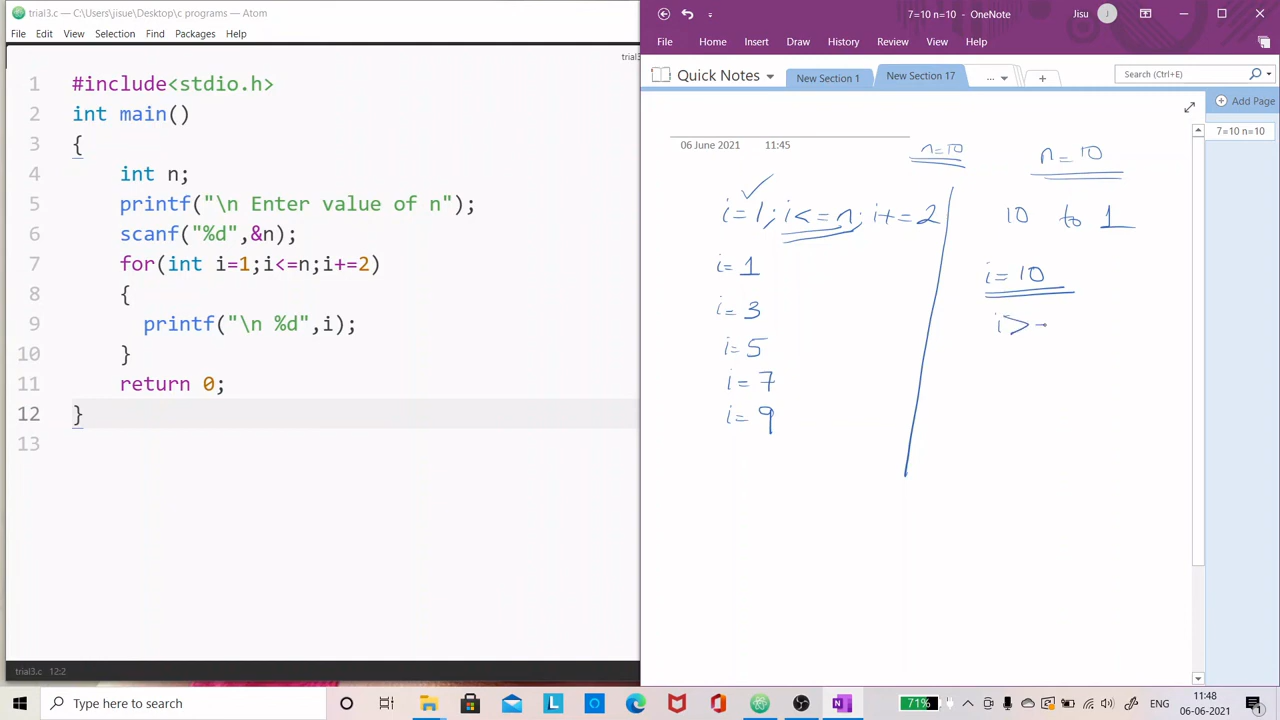 trial3.c — C:\Users\jisue\Desktop\c programs — Atom
File Edit View Selection Find Packages Help
trial3
1 #include<stdio.h>
2 int main()
3 {
4 int n;
5 printf("\n Enter value of n");
6 scanf("%d",&n);
7 for(int i=1;i<=n;i+=2)
8 {
9 printf("\n %d",i);
10 }
11 return 0;
12 }
13
trial3.c 12:2
7=10 n=10 - OneNote
Jisu J
File Home Insert Draw History Review View Help
Quick Notes New Section 1 New Section 17 ... + Search (Ctrl+E)
Add Page
7=10 n=10
06 June 2021 11:45
n=10
i=1; i<=n; i+=2
i=1
i=3
i=5
i=7
i=9
n=10
10 to 1
i=10
i>-
Type here to search
71% ENG 11:48
06-06-2021 1